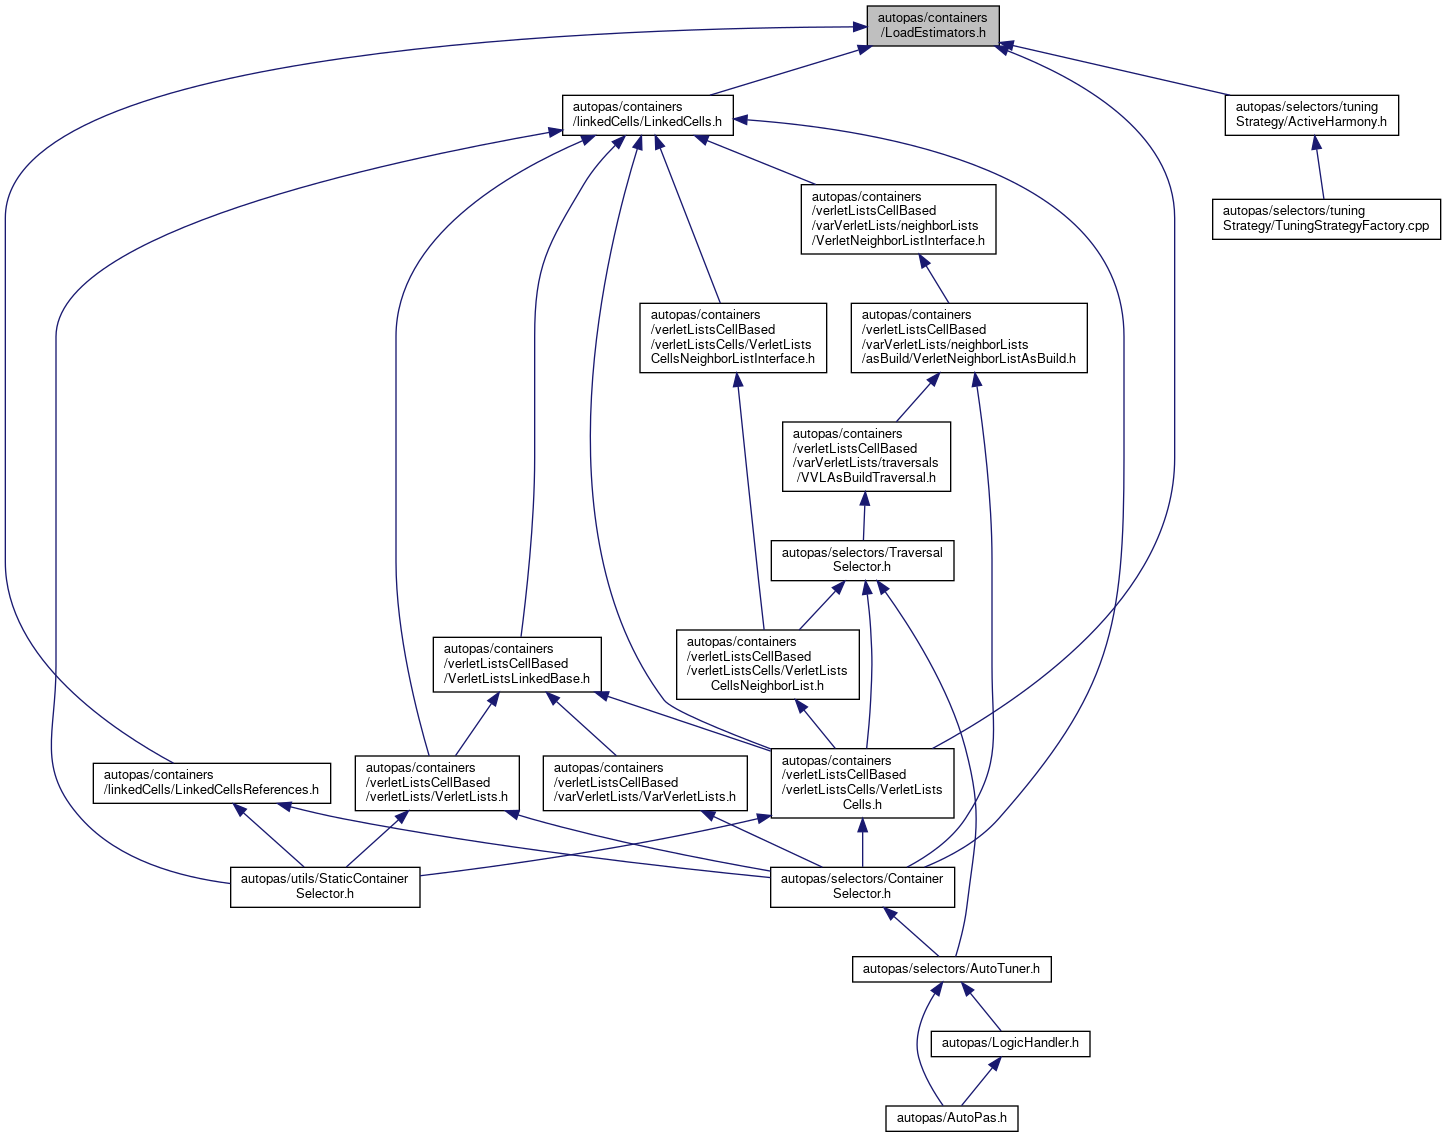 autopas/containers
/LoadEstimators.h
autopas/containers
/linkedCells/LinkedCells.h
autopas/selectors/tuning
Strategy/ActiveHarmony.h
autopas/containers
/verletListsCellBased
/varVerletLists/neighborLists
/VerletNeighborListInterface.h
autopas/selectors/tuning
Strategy/TuningStrategyFactory.cpp
autopas/containers
/verletListsCellBased
/verletListsCells/VerletLists
CellsNeighborListInterface.h
autopas/containers
/verletListsCellBased
/varVerletLists/neighborLists
/asBuild/VerletNeighborListAsBuild.h
autopas/containers
/verletListsCellBased
/varVerletLists/traversals
/VVLAsBuildTraversal.h
autopas/selectors/Traversal
Selector.h
autopas/containers
/verletListsCellBased
/VerletListsLinkedBase.h
autopas/containers
/verletListsCellBased
/verletListsCells/VerletLists
CellsNeighborList.h
autopas/containers
/linkedCells/LinkedCellsReferences.h
autopas/containers
/verletListsCellBased
/verletLists/VerletLists.h
autopas/containers
/verletListsCellBased
/varVerletLists/VarVerletLists.h
autopas/containers
/verletListsCellBased
/verletListsCells/VerletLists
Cells.h
autopas/utils/StaticContainer
Selector.h
autopas/selectors/Container
Selector.h
autopas/selectors/AutoTuner.h
autopas/LogicHandler.h
autopas/AutoPas.h